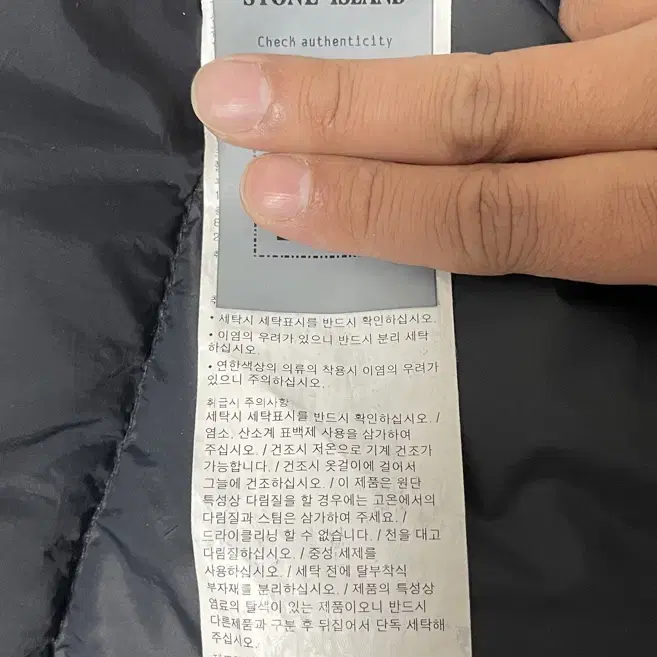 STONE ISLAND
Check authenticity
• 세탁시 세탁표시를 반드시 확인하십시오.
• 이염의 우려가 있으니 반드시 분리 세탁
하십시오.
• 연한색상의 의류의 착용시 이염의 우려가
있으니 주의하십시오.
취급시 주의사항
세탁시 세탁표시를 반드시 확인하십시오. /
염소, 산소계 표백제 사용을 삼가하여
주십시오. / 건조시 저온으로 기계 건조가
가능합니다. / 건조시 옷걸이에 걸어서
그늘에 건조하십시오. / 이 제품은 원단
특성상 다림질을 할 경우에는 고온에서의
다림질과 스팀은 삼가하여 주세요. /
드라이클리닝 할 수 없습니다. / 천을 대고
다림질하십시오. / 중성 세제를
사용하십시오. / 세탁 전에 탈부착식
부자재를 분리하십시오. / 제품의 특성상
염료의 탈색이 있는 제품이오니 반드시
다른제품과 구분 후 뒤집어서 단독 세탁해
주십시오.